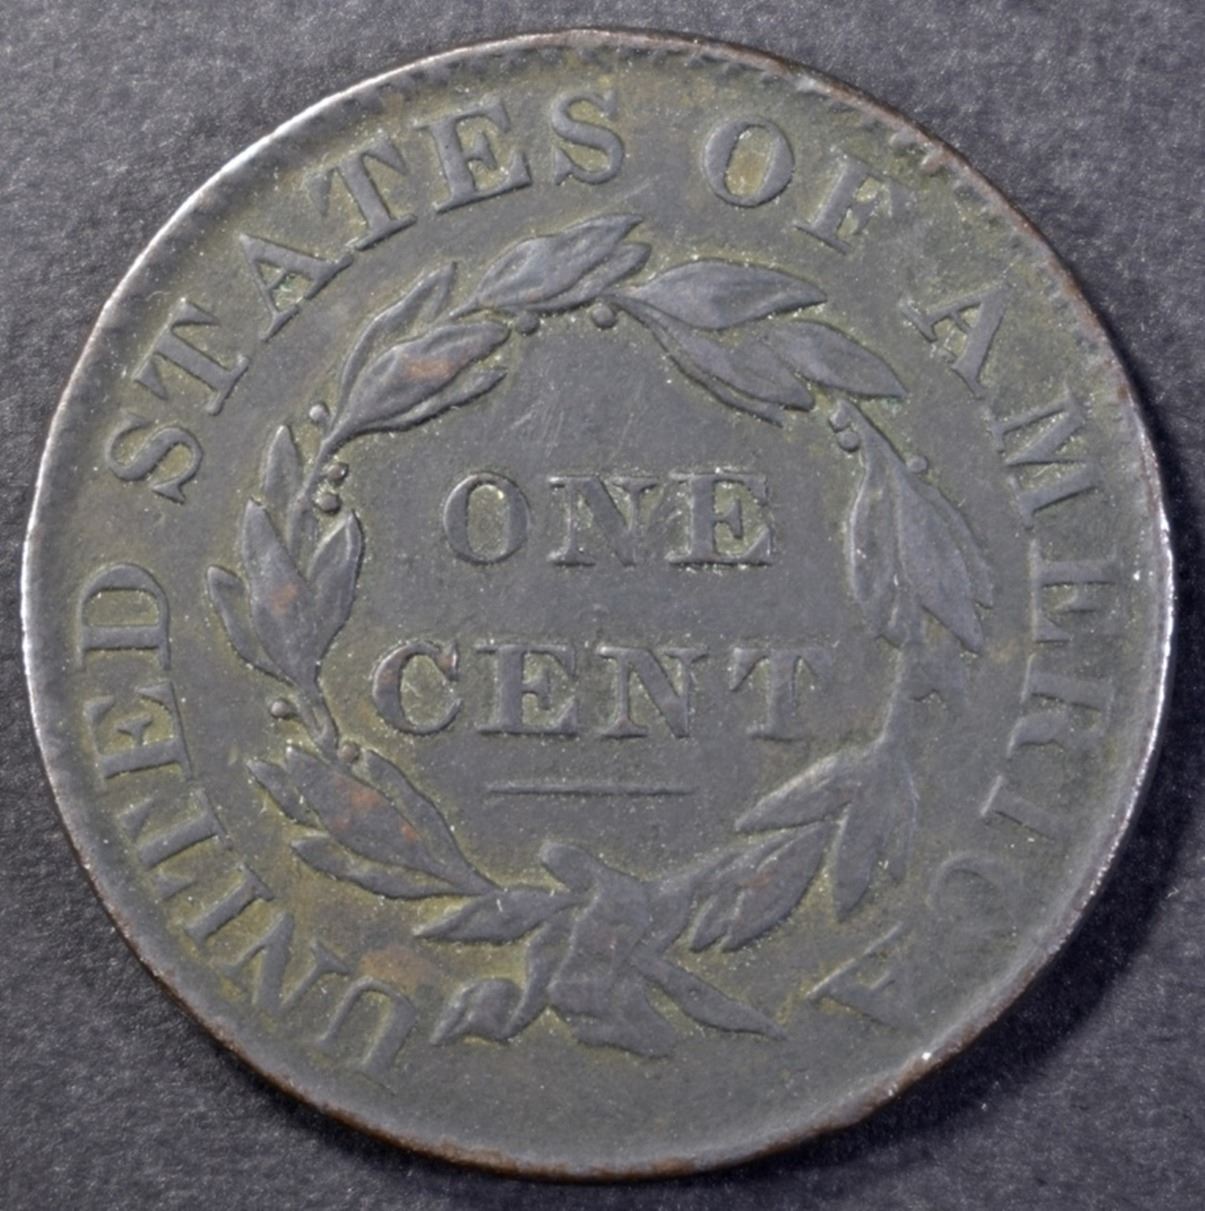 UNITED STATES OF AMERICA
ONE
CENT